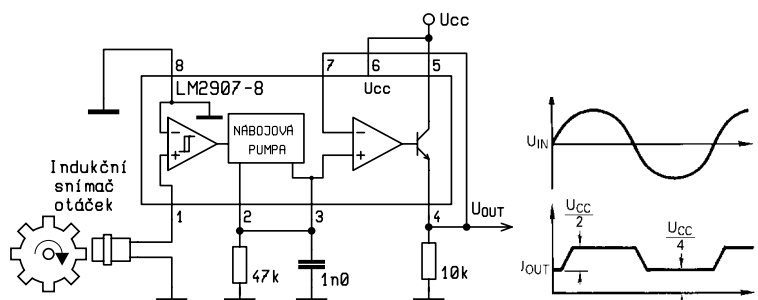 Ucc
8
7
6
5
LM2907-8
Ucc
NÁBOJOVÁ
PUMPA
Indukční
snímač
otáček
1
2
3
4
UOUT
47k
1n0
10k
UIN
UCC
2
UCC
4
JOUT